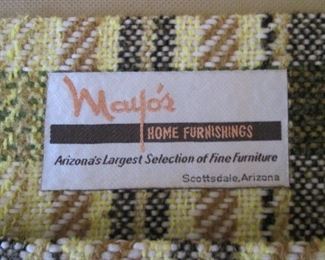 Mayo's
HOME FURNISHINGS
Arizona's Largest Selection of Fine Furniture
Scottsdale, Arizona